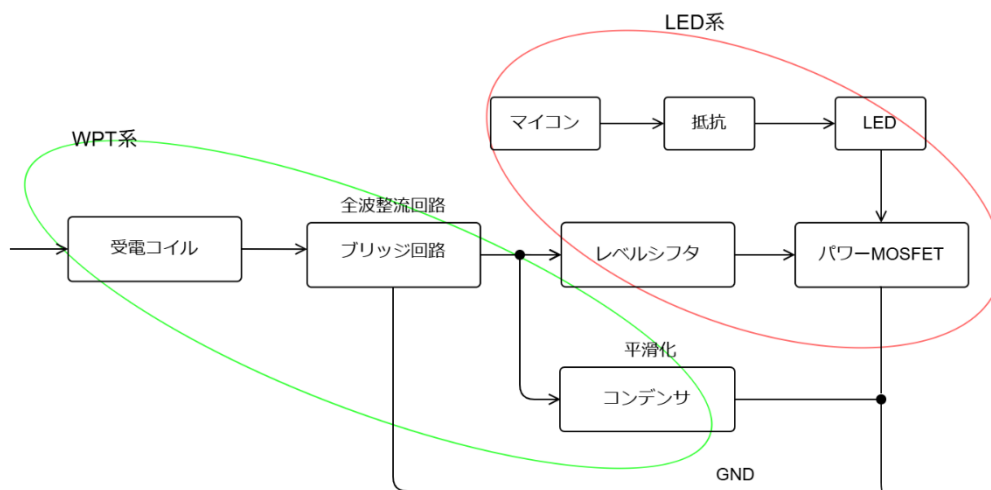 LED系
マイコン
抵抗
LED
WPT系
全波整流回路
受電コイル
ブリッジ回路
レベルシフタ
パワーMOSFET
平滑化
コンデンサ
GND